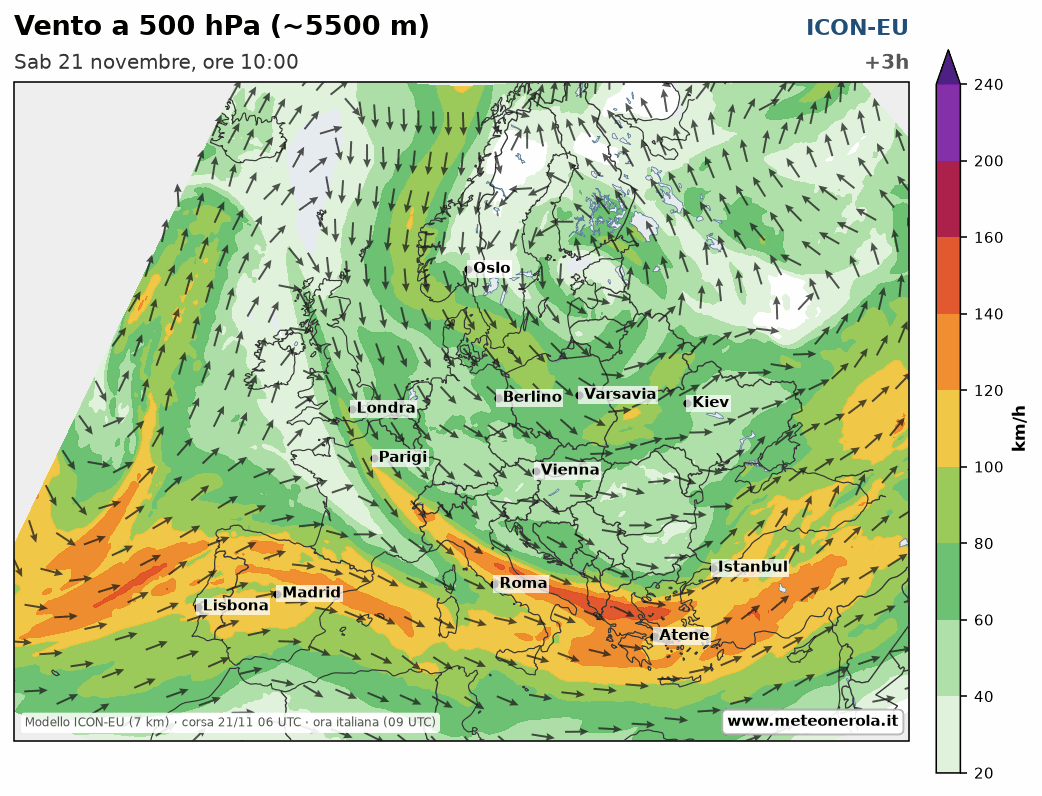 Vento a 500 hPa (~5500 m)
ICON-EU
Sab 21 novembre, ore 10:00
+3h
240
200
160
140
120
100
80
60
40
20
km/h
Oslo
Berlino
Varsavia
Kiev
Londra
Parigi
Vienna
Istanbul
Roma
Madrid
Lisbona
Atene
Modello ICON-EU (7 km) · corsa 21/11 06 UTC · ora italiana (09 UTC)
www.meteonerola.it